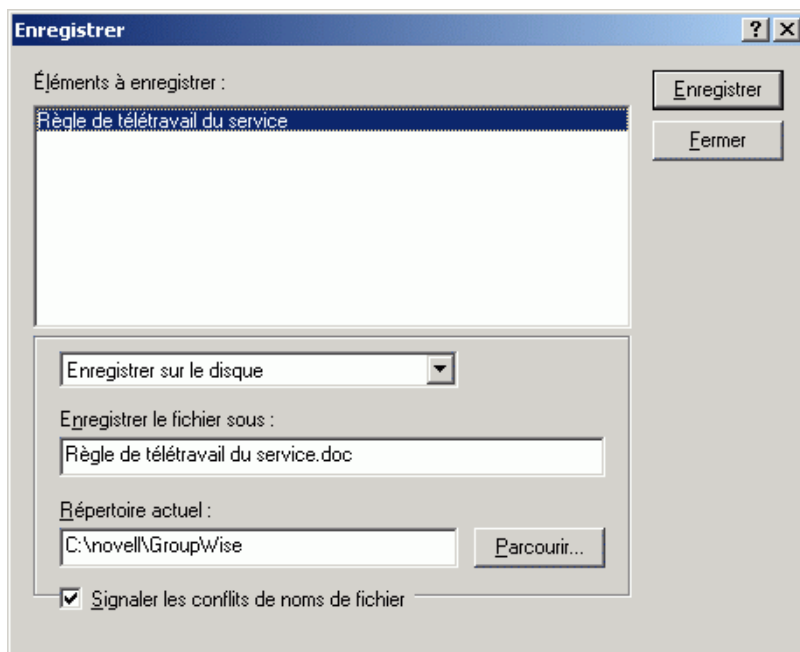 Enregistrer
Éléments à enregistrer :
Enregistrer
Règle de télétravail du service
Fermer
Enregistrer sur le disque
Enregistrer le fichier sous :
Règle de télétravail du service.doc
Répertoire actuel :
C:\novell\GroupWise
Parcourir...
Signaler les conflits de noms de fichier